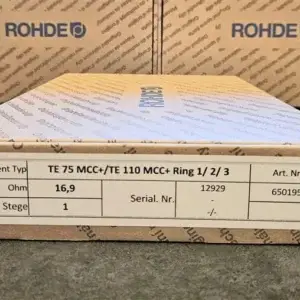 ROHDE
ROHDE
ROHDE
ent Typ TE 75 MCC+/TE 110 MCC+ Ring 1/ 2/ 3 Art. Nr
Ohm 16,9 Serial. Nr. 12929 650195
-
Stege 1 -/-